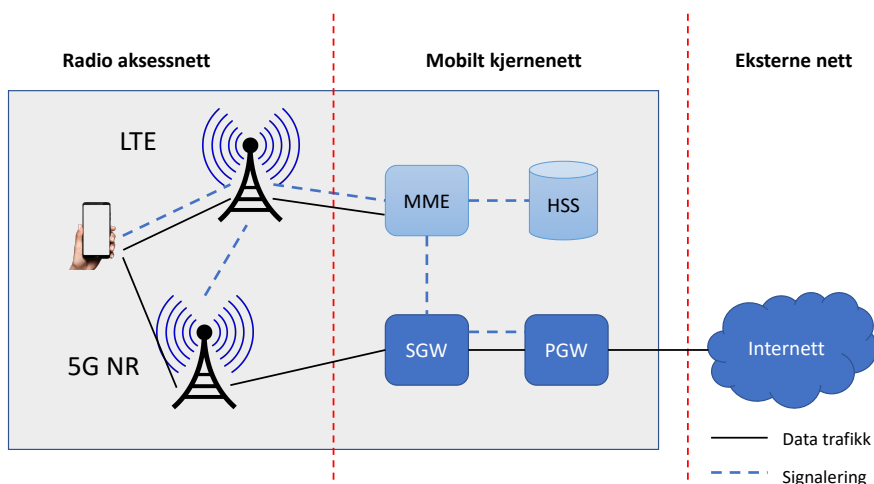 Radio aksessnett
Mobilt kjernenett
Eksterne nett
LTE
MME
HSS
5G NR
SGW
PGW
Internett
Data trafikk
Signalering